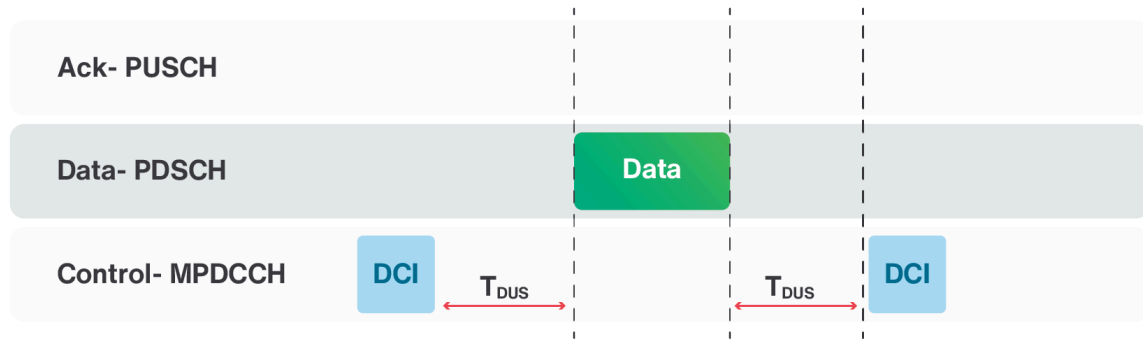 Ack- PUSCH
Data- PDSCH
Data
Control- MPDCCH
DCI
TDUS
TDUS
DCI